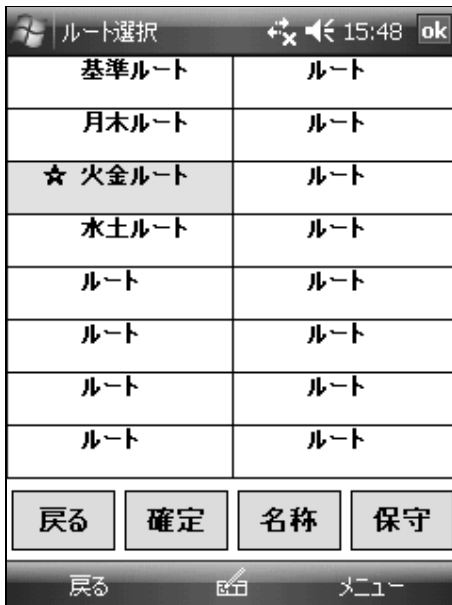 ルート選択 15:48 ok
基準ルート ルート
月木ルート ルート
☆ 火金ルート ルート
水土ルート ルート
ルート ルート
ルート ルート
ルート ルート
ルート ルート
戻る 確定 名称 保守
戻る メニュー